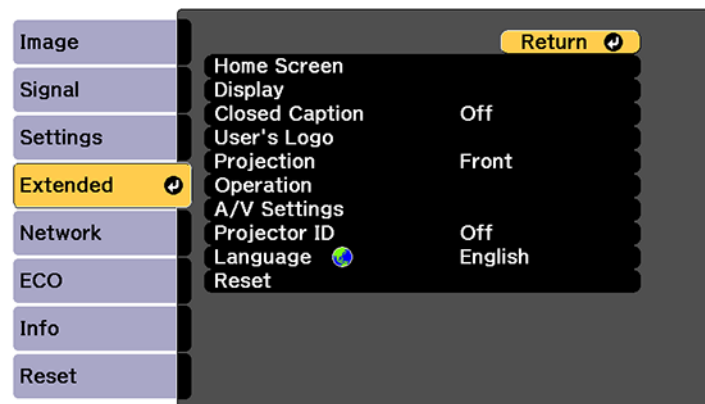 Image
Signal
Settings
Extended
Network
ECO
Info
Reset
Return
Home Screen
Display
Closed Caption Off
User's Logo
Projection Front
Operation
A/V Settings
Projector ID Off
Language English
Reset